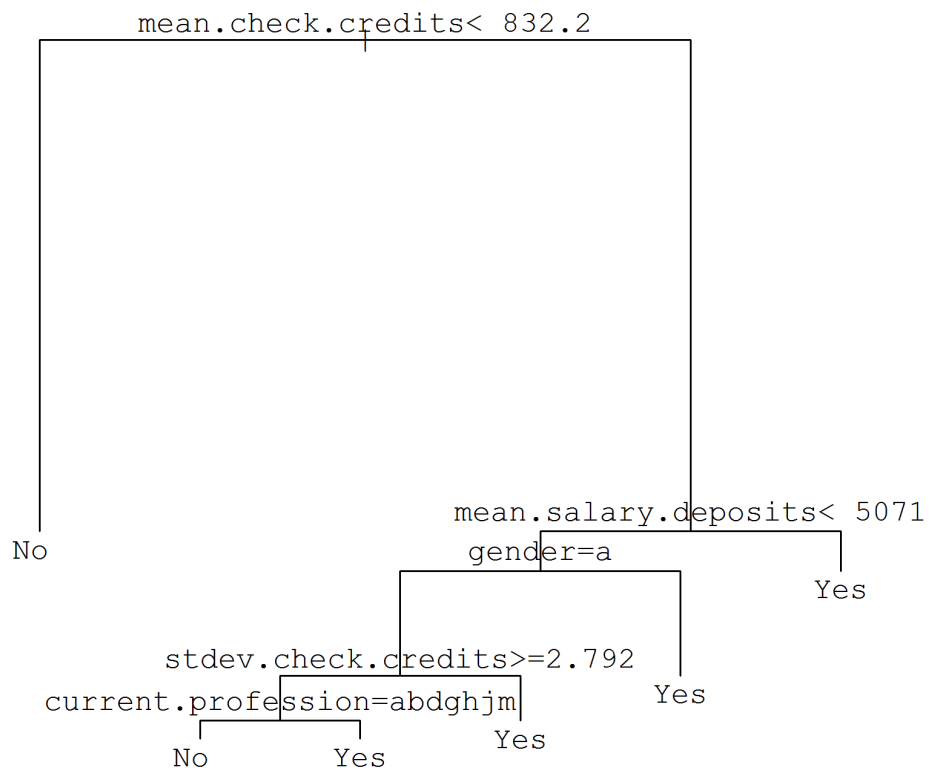 mean.check.credits< 832.2
mean.salary.deposits< 5071
No
gender=a
Yes
stdev.check.credits>=2.792
Yes
current.profession=abdghjm
Yes
No
Yes